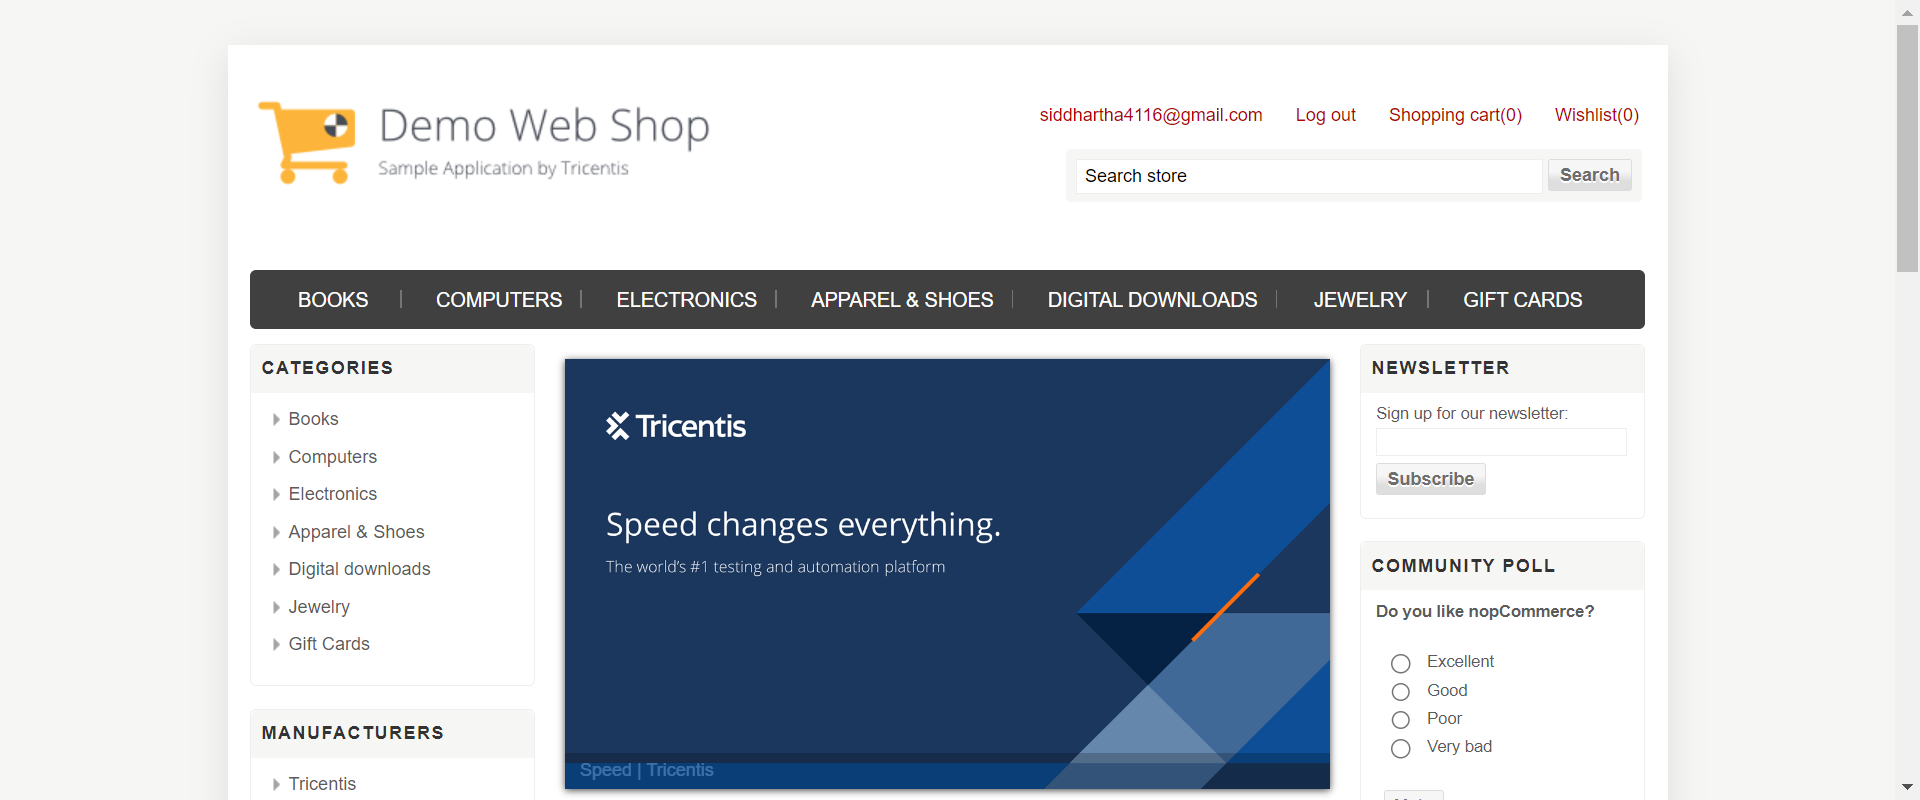 Demo Web Shop
Sample Application by Tricentis
siddhartha4116@gmail.com Log out Shopping cart(0) Wishlist(0)
Search store Search
BOOKS COMPUTERS ELECTRONICS APPAREL & SHOES DIGITAL DOWNLOADS JEWELRY GIFT CARDS
CATEGORIES
Books
Computers
Electronics
Apparel & Shoes
Digital downloads
Jewelry
Gift Cards
MANUFACTURERS
Tricentis
Tricentis
Speed changes everything.
The world's #1 testing and automation platform
Speed | Tricentis
NEWSLETTER
Sign up for our newsletter:
Subscribe
COMMUNITY POLL
Do you like nopCommerce?
Excellent
Good
Poor
Very bad